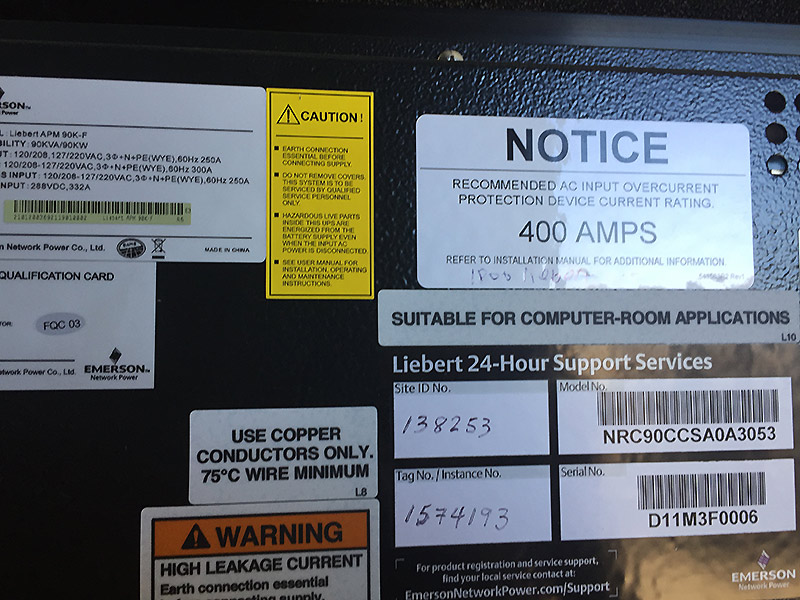 ERSON™
Power
L : Liebert APM 90K-F
BILITY : 90KVA/90KW
UT : 120/208,127/220VAC,3Φ+N+PE(WYE),60Hz 250A
: 120/208-127/220VAC,3Φ+N+PE(WYE),60Hz 300A
S INPUT : 120/208-127/220VAC,3Φ+N+PE(WYE),60Hz 250A
INPUT : 288VDC,332A
n Network Power Co., Ltd.
MADE IN CHINA
QUALIFICATION CARD
TOR:
FQC 03
twork Power Co., Ltd.
EMERSON™
Network Power
CAUTION !
EARTH CONNECTION
ESSENTIAL BEFORE
CONNECTING SUPPLY.
DO NOT REMOVE COVERS.
THIS SYSTEM IS TO BE
SERVICED BY QUALIFIED
SERVICE PERSONNEL
ONLY.
HAZARDOUS LIVE PARTS
INSIDE THIS UPS ARE
ENERGIZED FROM THE
BATTERY SUPPLY EVEN
WHEN THE INPUT AC
POWER IS DISCONNECTED.
SEE USER MANUAL FOR
INSTALLATION, OPERATING
AND MAINTENANCE
INSTRUCTIONS.
NOTICE
RECOMMENDED AC INPUT OVERCURRENT
PROTECTION DEVICE CURRENT RATING.
400 AMPS
REFER TO INSTALLATION MANUAL FOR ADDITIONAL INFORMATION.
SUITABLE FOR COMPUTER-ROOM APPLICATIONS
L10
Liebert 24-Hour Support Services
Site ID No.
138253
Model No.
NRC90CCSA0A3053
Tag No. / Instance No.
1574193
Serial No.
D11M3F0006
For product registration and service support,
find your local service contact at:
EmersonNetworkPower.com/Support
EMERSON
Network Power
USE COPPER
CONDUCTORS ONLY.
75°C WIRE MINIMUM
L8
WARNING
HIGH LEAKAGE CURRENT
Earth connection essential
before connecting supply.